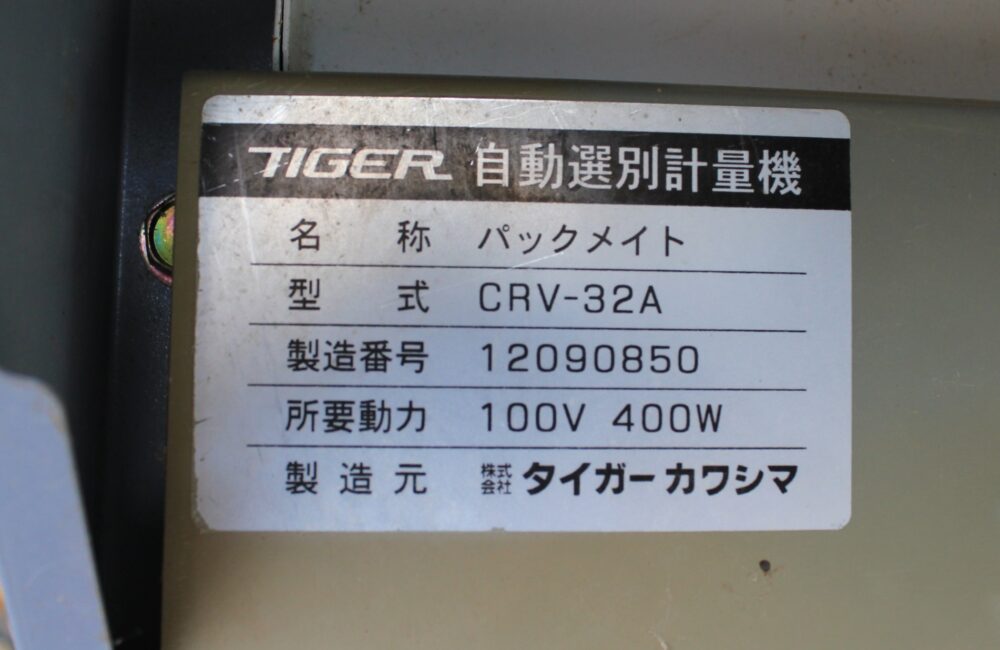 TIGER 自動選別計量機
名称 パックメイト
型式 CRV-32A
製造番号 12090850
所要動力 100V 400W
製造元 株式会社 タイガーカワシマ